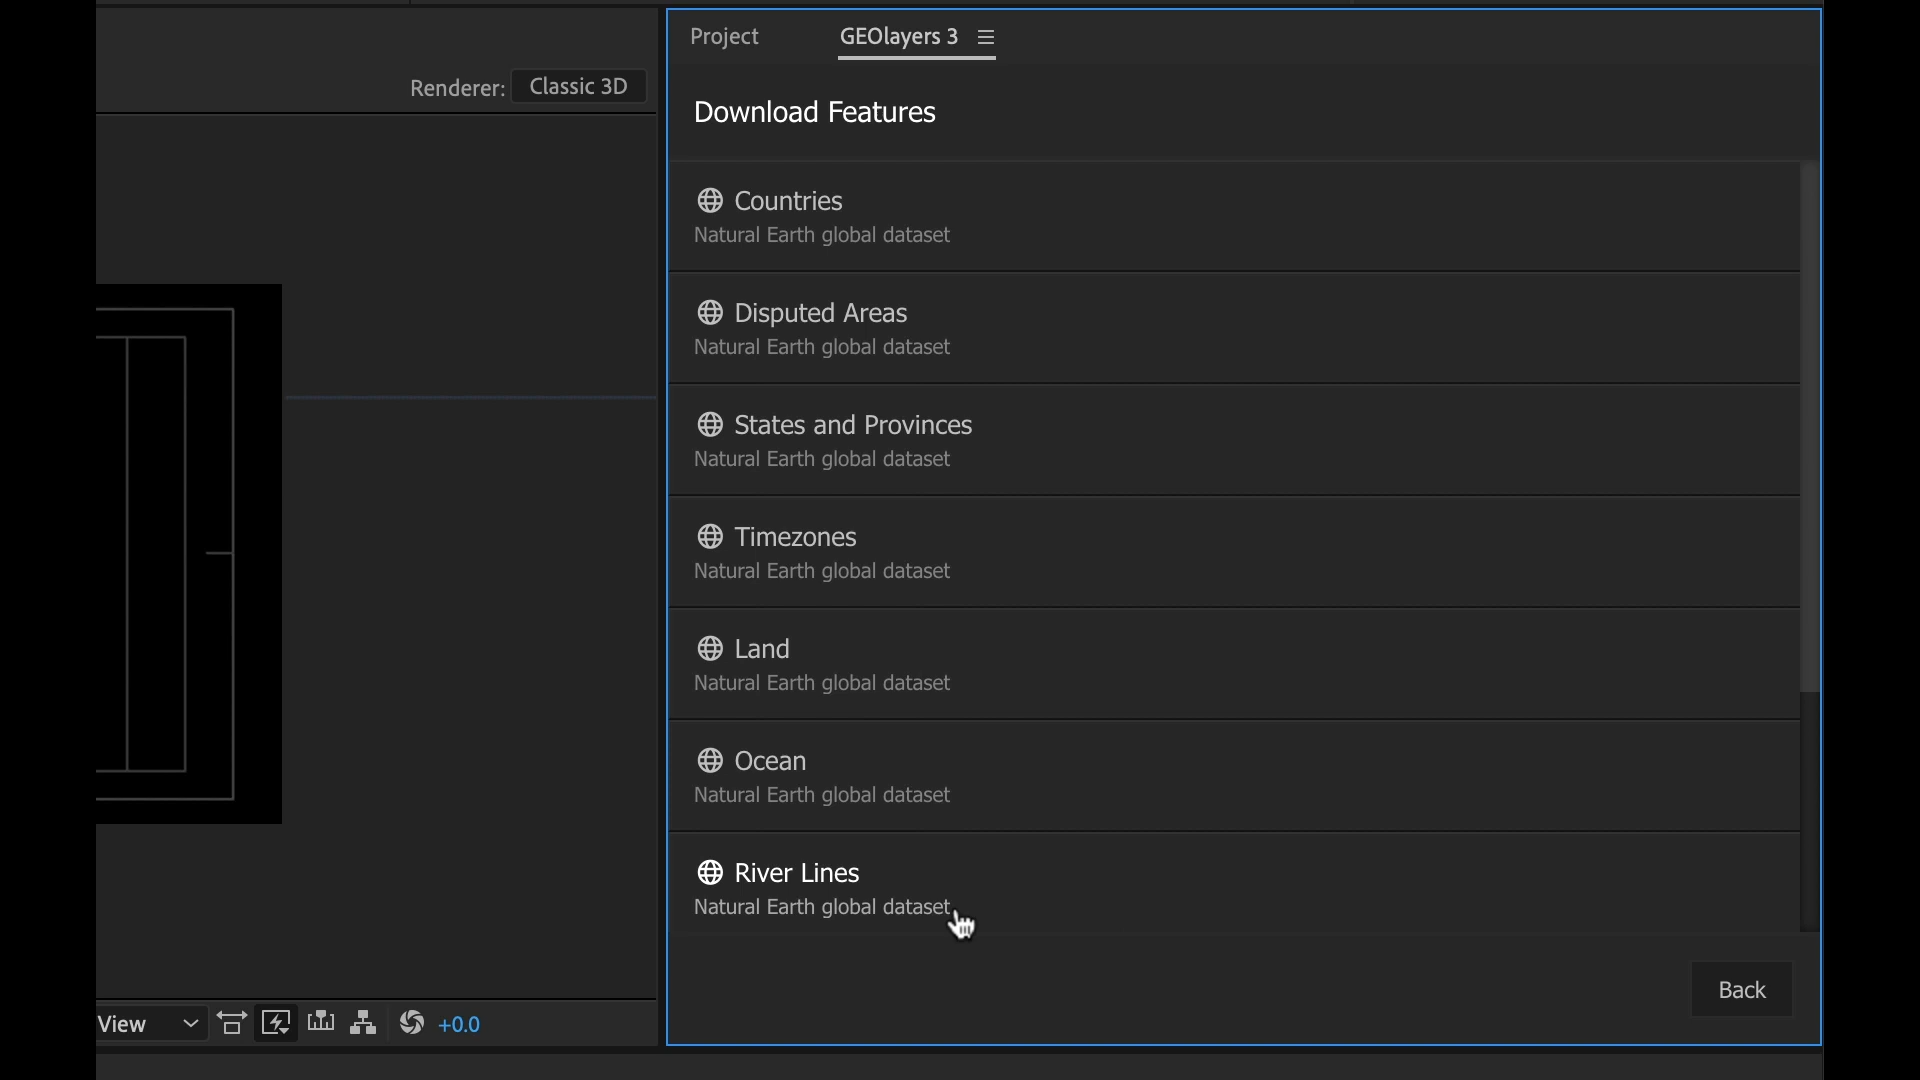 Project
GEOlayers 3
Renderer:
Classic 3D
Download Features
Countries
Natural Earth global dataset
Disputed Areas
Natural Earth global dataset
States and Provinces
Natural Earth global dataset
Timezones
Natural Earth global dataset
Land
Natural Earth global dataset
Ocean
Natural Earth global dataset
River Lines
Natural Earth global dataset
Back
View
+0.0